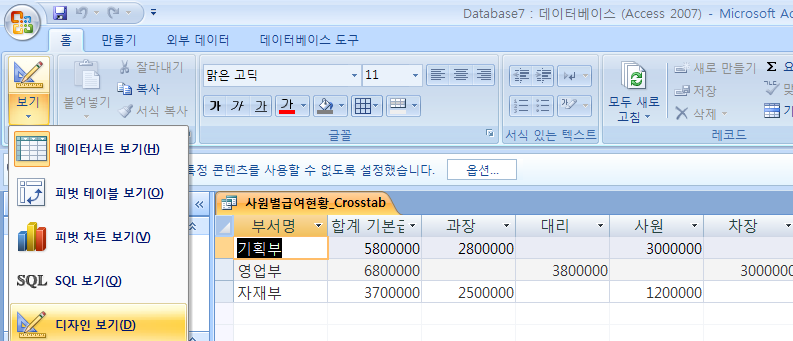 Database7 : 데이터베이스 (Access 2007) - Microsoft Ac
홈 만들기 외부 데이터 데이터베이스 도구
보기 붙여넣기 잘라내기 복사 서식 복사
맑은 고딕 11
가 가 가 가
글꼴
서식 있는 텍스트
모두 새로 고침
새로 만들기
저장
삭제
레코드
데이터시트 보기(H)
피벗 테이블 보기(O)
피벗 차트 보기(V)
SQL SQL 보기(Q)
디자인 보기(D)
특정 콘텐츠를 사용할 수 없도록 설정했습니다. 옵션...
사원별급여현황_Crosstab
부서명 합계 기본급 과장 대리 사원 차장
기획부 5800000 2800000 3000000
영업부 6800000 3800000 3000000
자재부 3700000 2500000 1200000